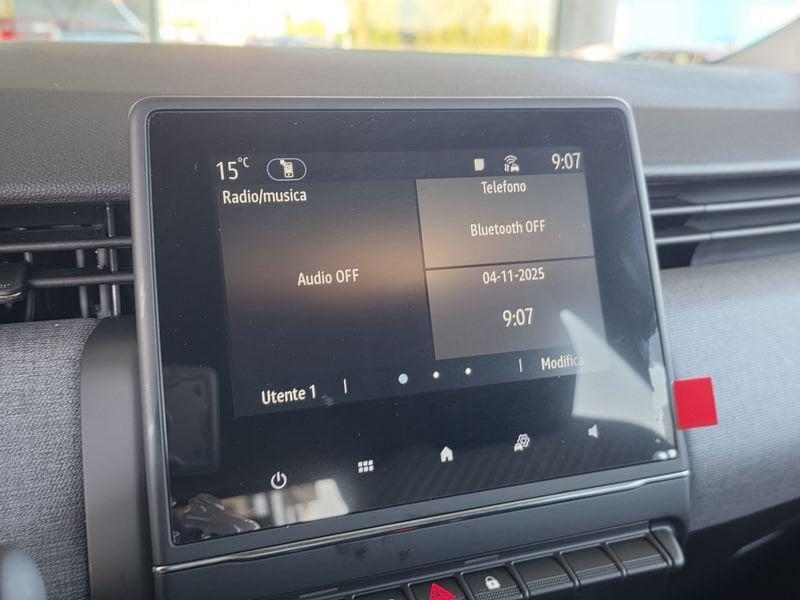 15°C
9:07
Radio/musica
Telefono
Bluetooth OFF
Audio OFF
04-11-2025
9:07
Utente 1
Modifica